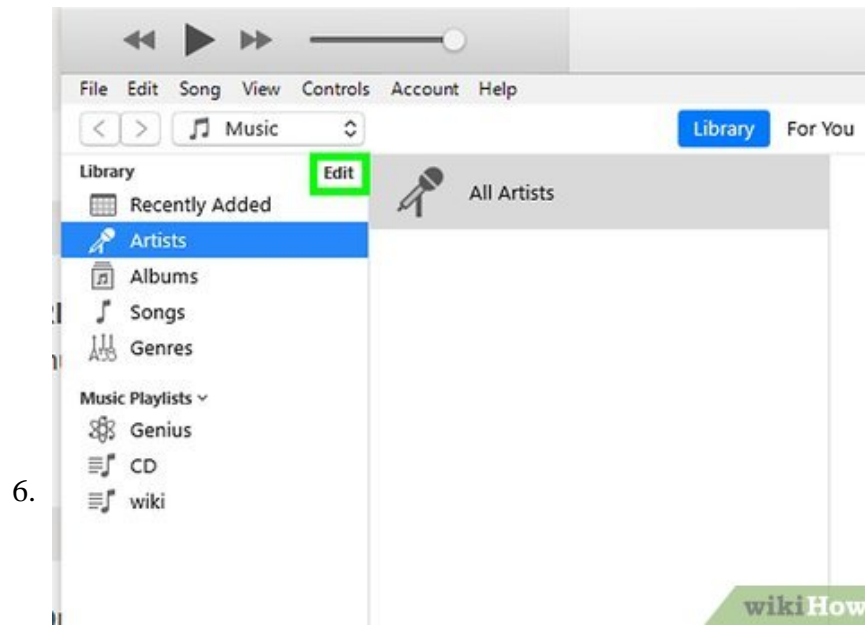 File Edit Song View Controls Account Help
Music
Library For You
Library Edit
Recently Added
All Artists
Artists
Albums
Songs
Genres
Music Playlists
Genius
CD
6.
wiki
wikiHow